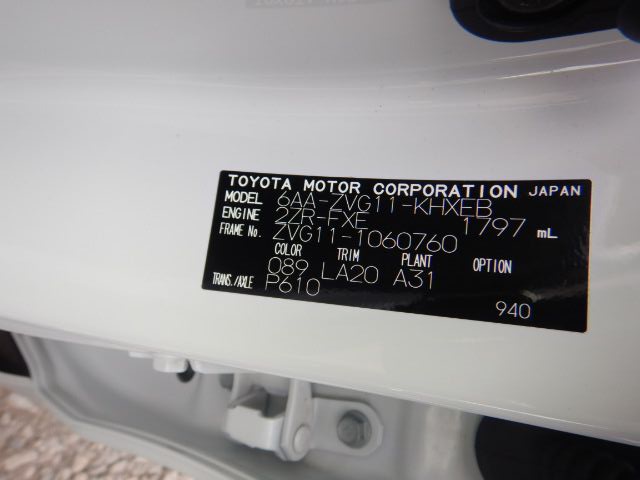 TOYOTA MOTOR CORPORATION JAPAN
MODEL 6AA-ZVG11-KHXEB
ENGINE 2ZR-FXE 1797 mL
FRAME No. ZVG11-1060760
COLOR TRIM PLANT OPTION
089 LA20 A31
TRANS./AXLE P610
940